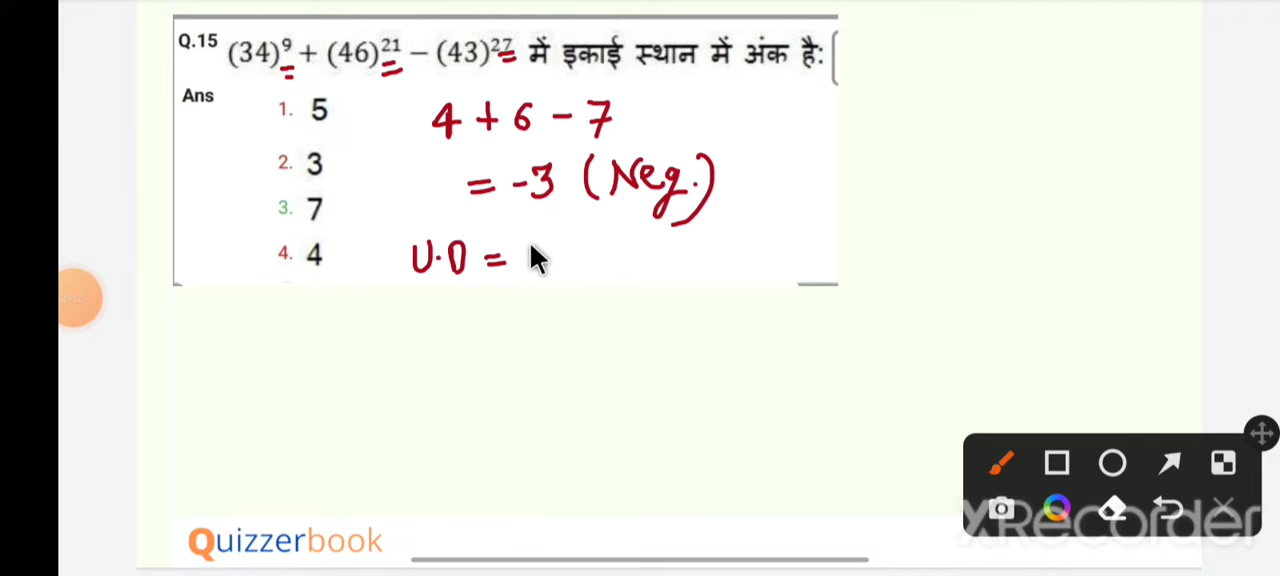 Q.15 (34)⁹ + (46)²¹ − (43)²⁷ में इकाई स्थान में अंक है:
Ans
1. 5
2. 3
3. 7
4. 4
4 + 6 - 7
= -3 (Neg.)
U.D =
Quizzerbook
XRecorder